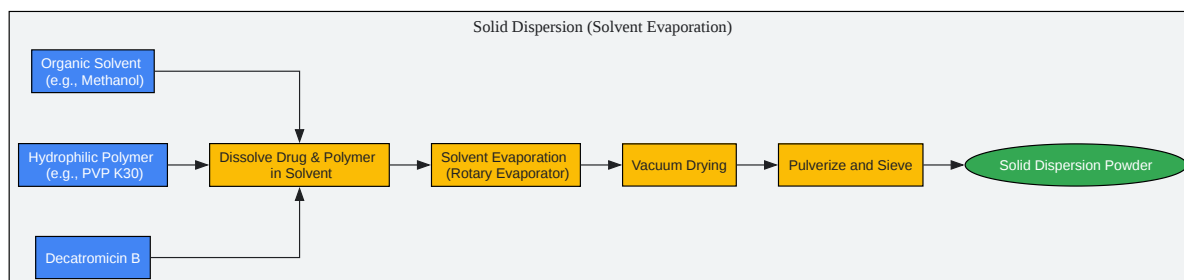 Solid Dispersion (Solvent Evaporation)
Organic Solvent
(e.g., Methanol)
Hydrophilic Polymer
(e.g., PVP K30)
Decatromicin B
Dissolve Drug & Polymer
in Solvent
Solvent Evaporation
(Rotary Evaporator)
Vacuum Drying
Pulverize and Sieve
Solid Dispersion Powder